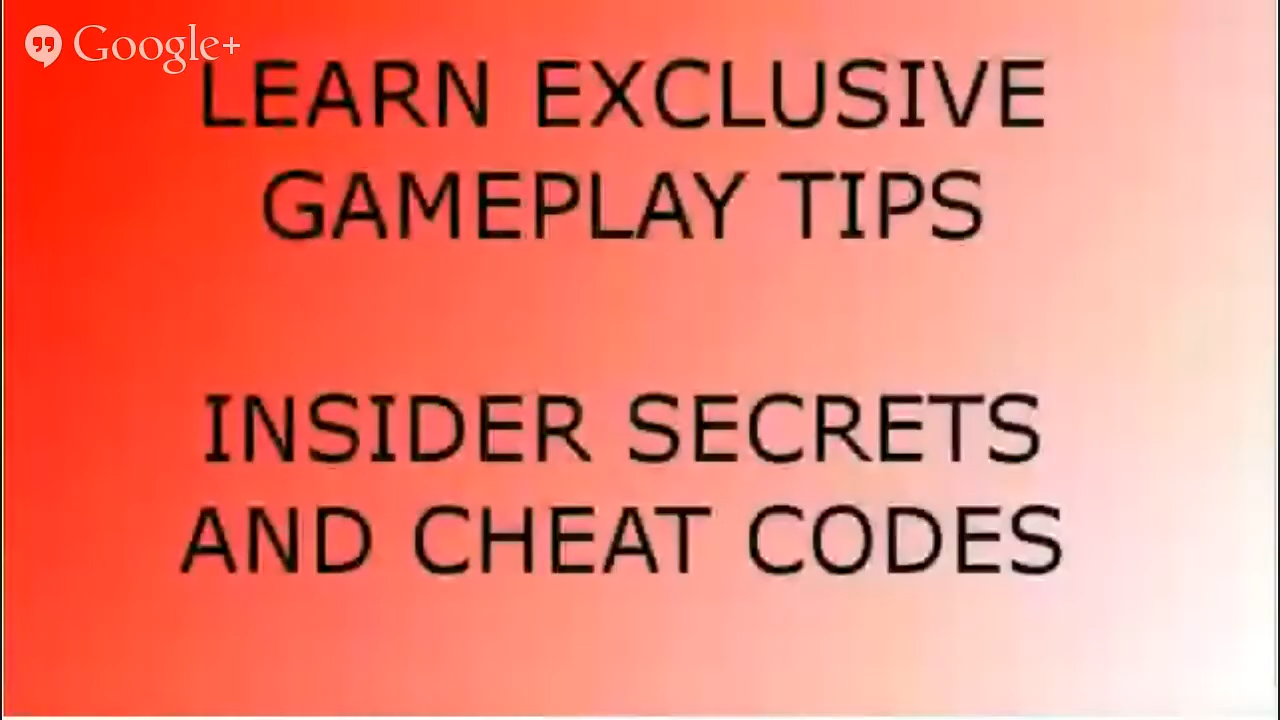 Google+
LEARN EXCLUSIVE
GAMEPLAY TIPS
INSIDER SECRETS
AND CHEAT CODES